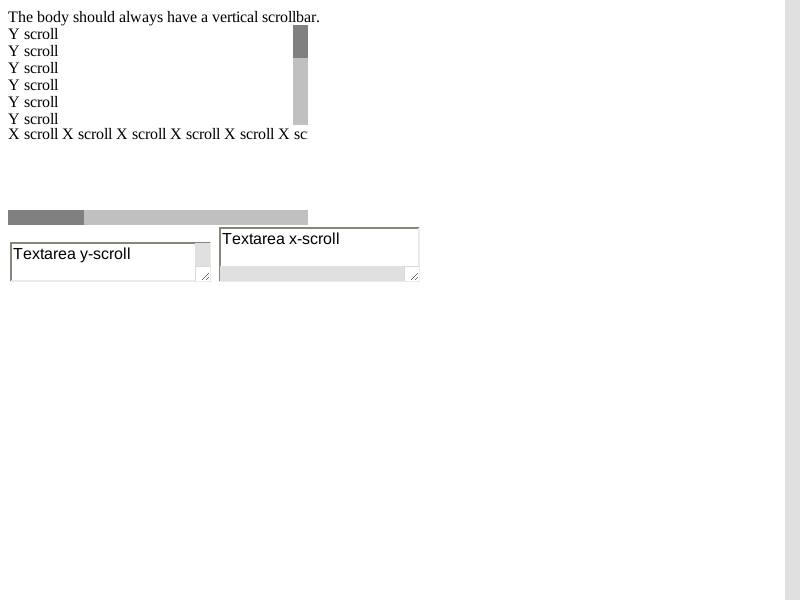 The body should always have a vertical scrollbar.
Y scroll
Y scroll
Y scroll
Y scroll
Y scroll
Y scroll
X scroll X scroll X scroll X scroll X scroll X sc
Textarea y-scroll
Textarea x-scroll